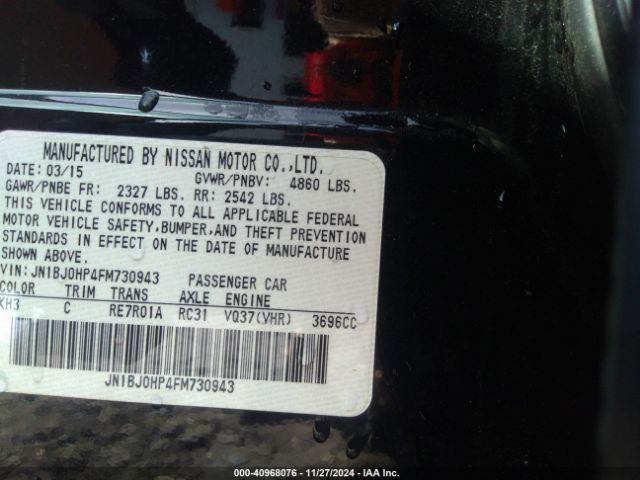 MANUFACTURED BY NISSAN MOTOR CO.,LTD.
DATE: 03/15 GVWR/PNBV: 4860 LBS.
GAWR/PNBE FR: 2327 LBS. RR: 2542 LBS.
THIS VEHICLE CONFORMS TO ALL APPLICABLE FEDERAL
MOTOR VEHICLE SAFETY,BUMPER,AND THEFT PREVENTION
STANDARDS IN EFFECT ON THE DATE OF MANUFACTURE
SHOWN ABOVE.
VIN: JN1BJ0HP4FM730943 PASSENGER CAR
COLOR TRIM TRANS AXLE ENGINE
KH3 C RE7R01A RC31 VQ37(VHR) 3696CC
JN1BJ0HP4FM730943
000-40968076 - 11/27/2024 - IAA Inc.